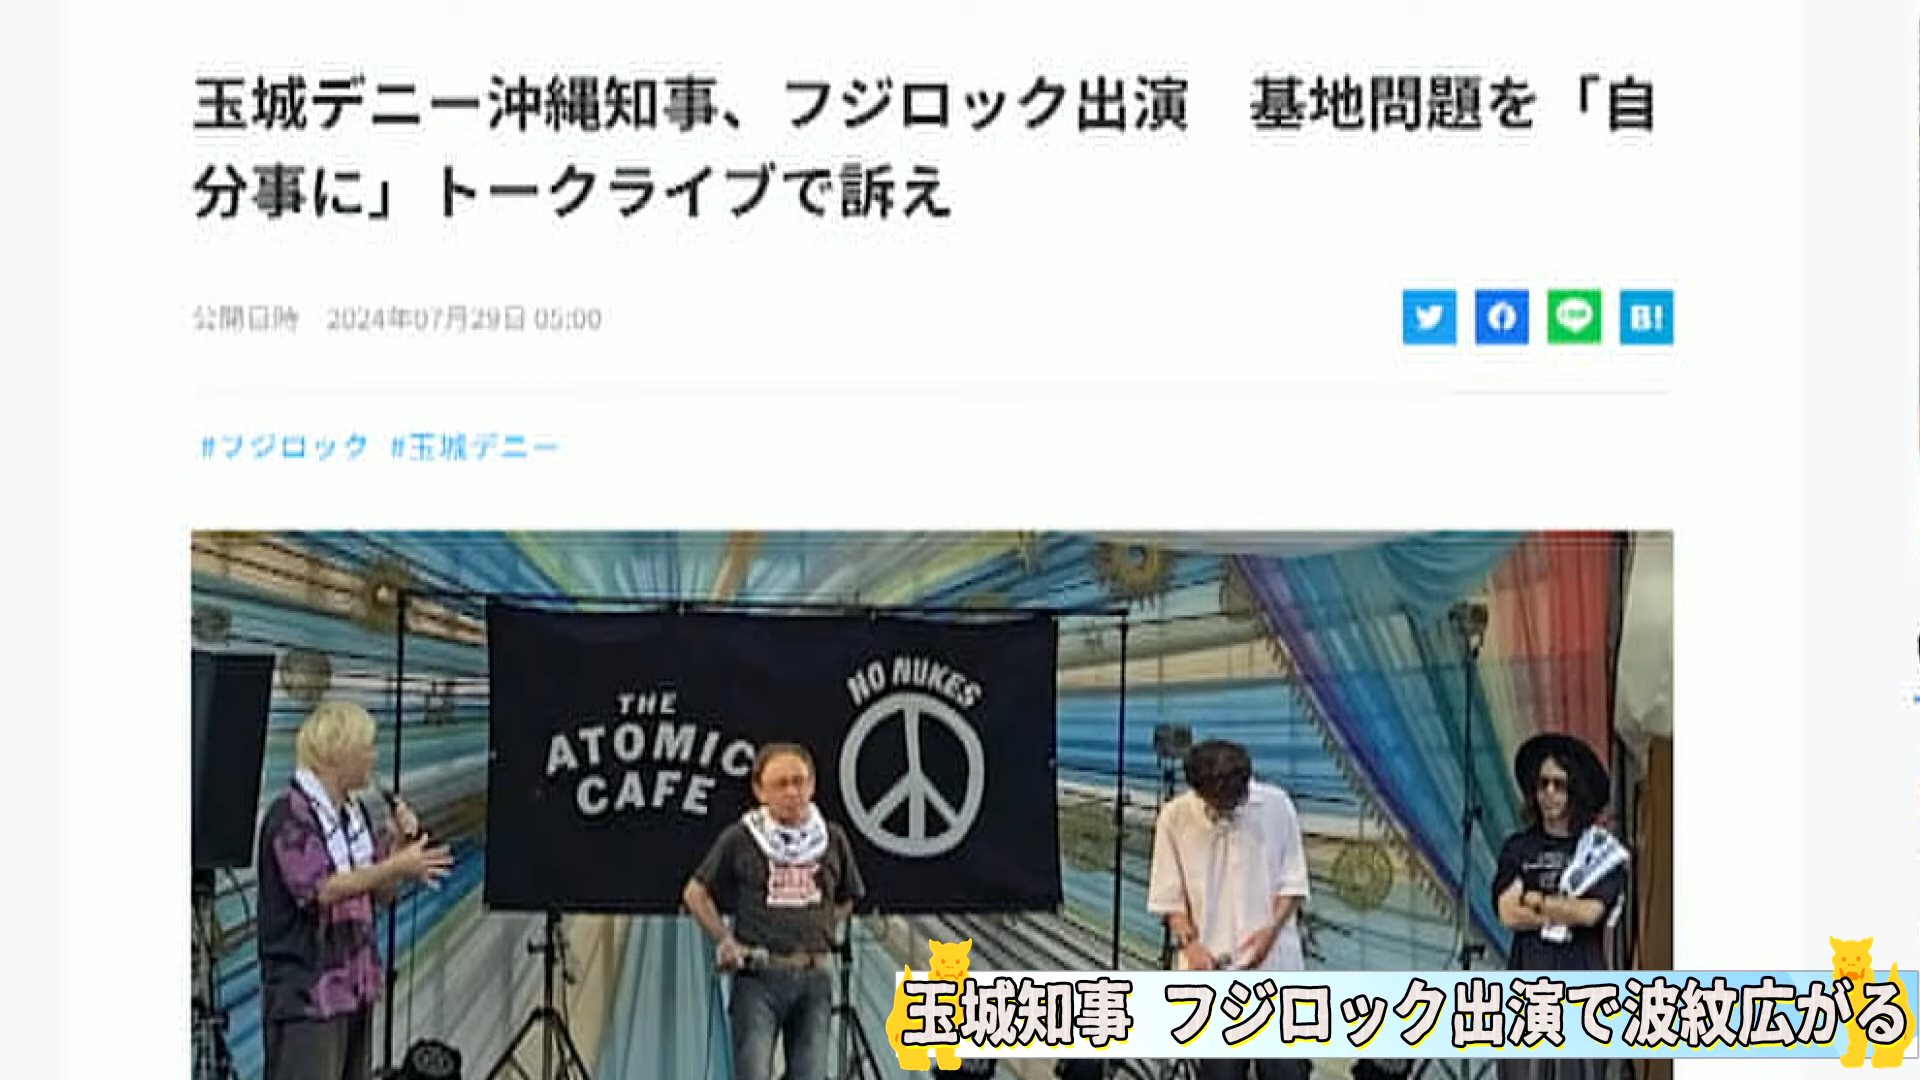 玉城デニー沖縄知事、フジロック出演　基地問題を「自
分事に」トークライブで訴え
公開日時　2024年07月29日 05:00
B!
#フジロック #玉城デニー
THE
ATOMIC
CAFE
NO NUKES
玉城知事 フジロック出演で波紋広がる